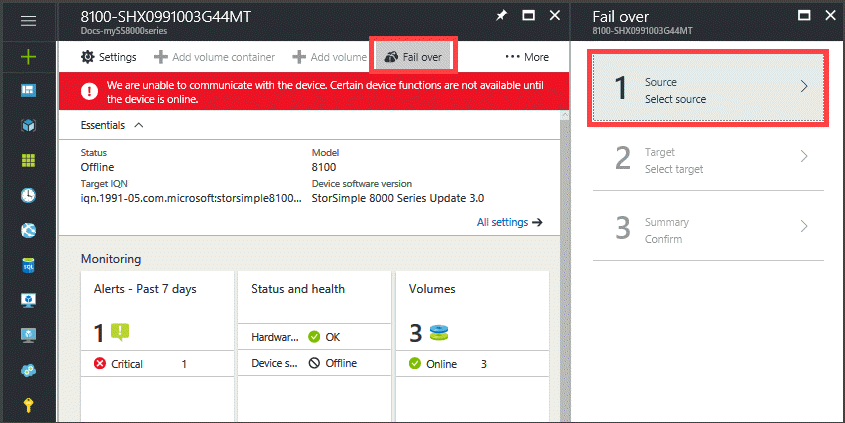 8100-SHX0991003G44MT
Docs-mySS8000series
Settings
Add volume container
Add volume
Fail over
More
We are unable to communicate with the device. Certain device functions are not available until
the device is online.
Essentials
Status
Offline
Model
8100
Target IQN
iqn.1991-05.com.microsoft:storsimple8100...
Device software version
StorSimple 8000 Series Update 3.0
All settings
Monitoring
Alerts - Past 7 days
1
Critical 1
Status and health
Hardwar... OK
Device s... Offline
Volumes
3
Online 3
SQL
Fail over
8100-SHX0991003G44MT
1
Source
Select source
2
Target
Select target
3
Summary
Confirm